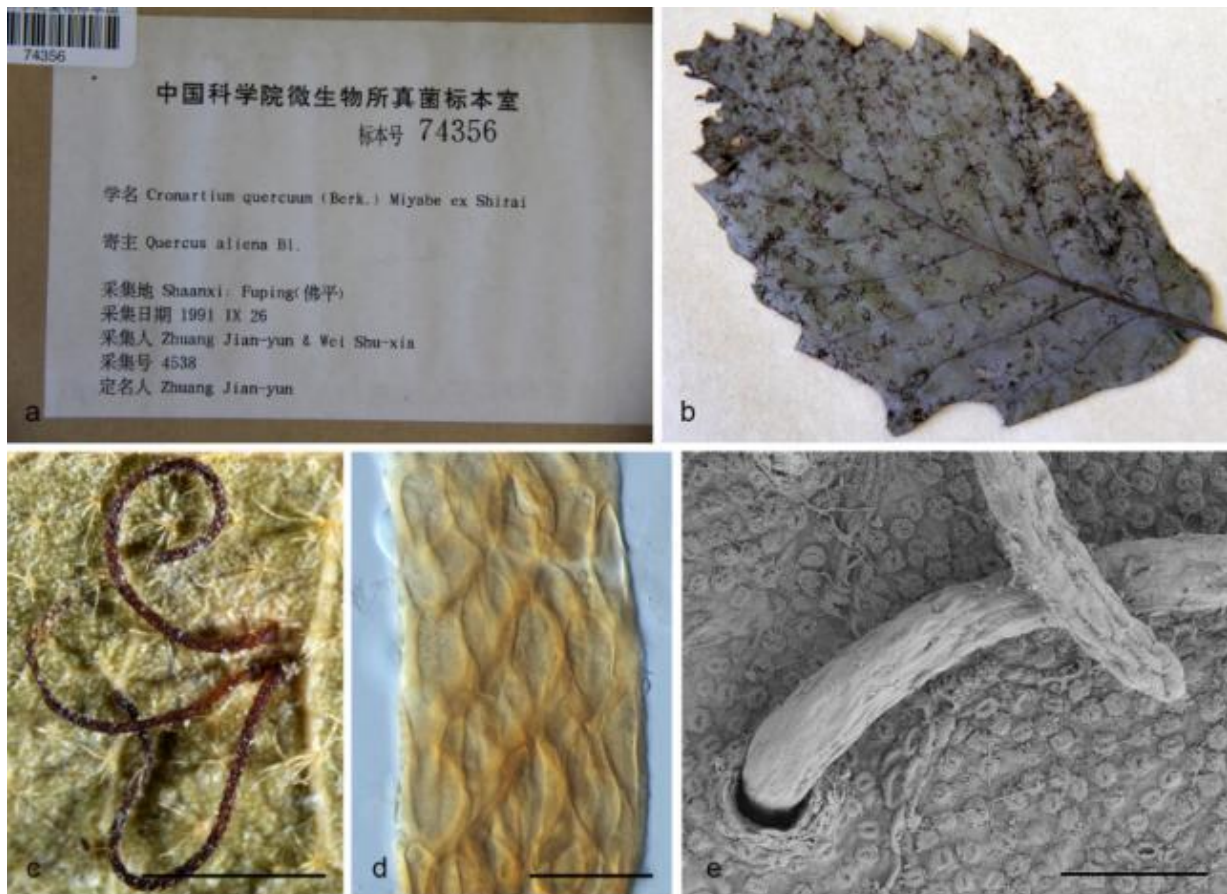 74356
中国科学院微生物所真菌标本室
标本号 74356
学名 Cronartium quercuum (Berk.) Miyabe ex Shirai
寄主 Quercus aliena Bl.
采集地 Shaanxi: Fuping(佛平)
采集日期 1991 IX 26
采集人 Zhuang Jian-yun & Wei Shu-xia
采集号 4538
定名人 Zhuang Jian-yun
a
b
c
d
e